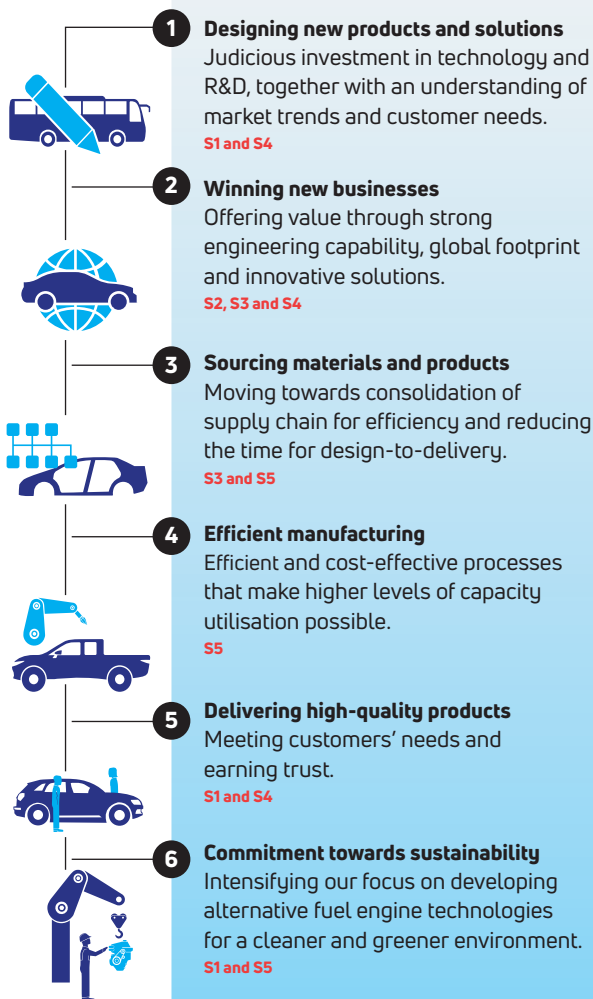 1
Designing new products and solutions
Judicious investment in technology and
R&D, together with an understanding of
market trends and customer needs.
S1 and S4
2
Winning new businesses
Offering value through strong
engineering capability, global footprint
and innovative solutions.
S2, S3 and S4
3
Sourcing materials and products
Moving towards consolidation of
supply chain for efficiency and reducing
the time for design-to-delivery.
S3 and S5
4
Efficient manufacturing
Efficient and cost-effective processes
that make higher levels of capacity
utilisation possible.
S5
5
Delivering high-quality products
Meeting customers’ needs and
earning trust.
S1 and S4
6
Commitment towards sustainability
Intensifying our focus on developing
alternative fuel engine technologies
for a cleaner and greener environment.
S1 and S5